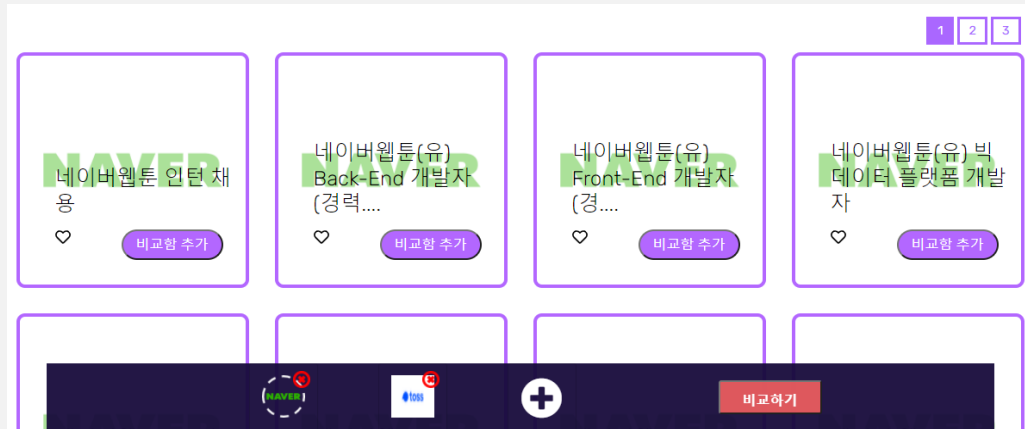 1 2 3
NAVER
네이버웹툰 인턴 채
용
비교함 추가
NAVER
네이버웹툰(유)
Back-End 개발자
(경력....
비교함 추가
NAVER
네이버웹툰(유)
Front-End 개발자
(경....
비교함 추가
NAVER
네이버웹툰(유) 빅
데이터 플랫폼 개발
자
비교함 추가
NAVER
toss
비교하기